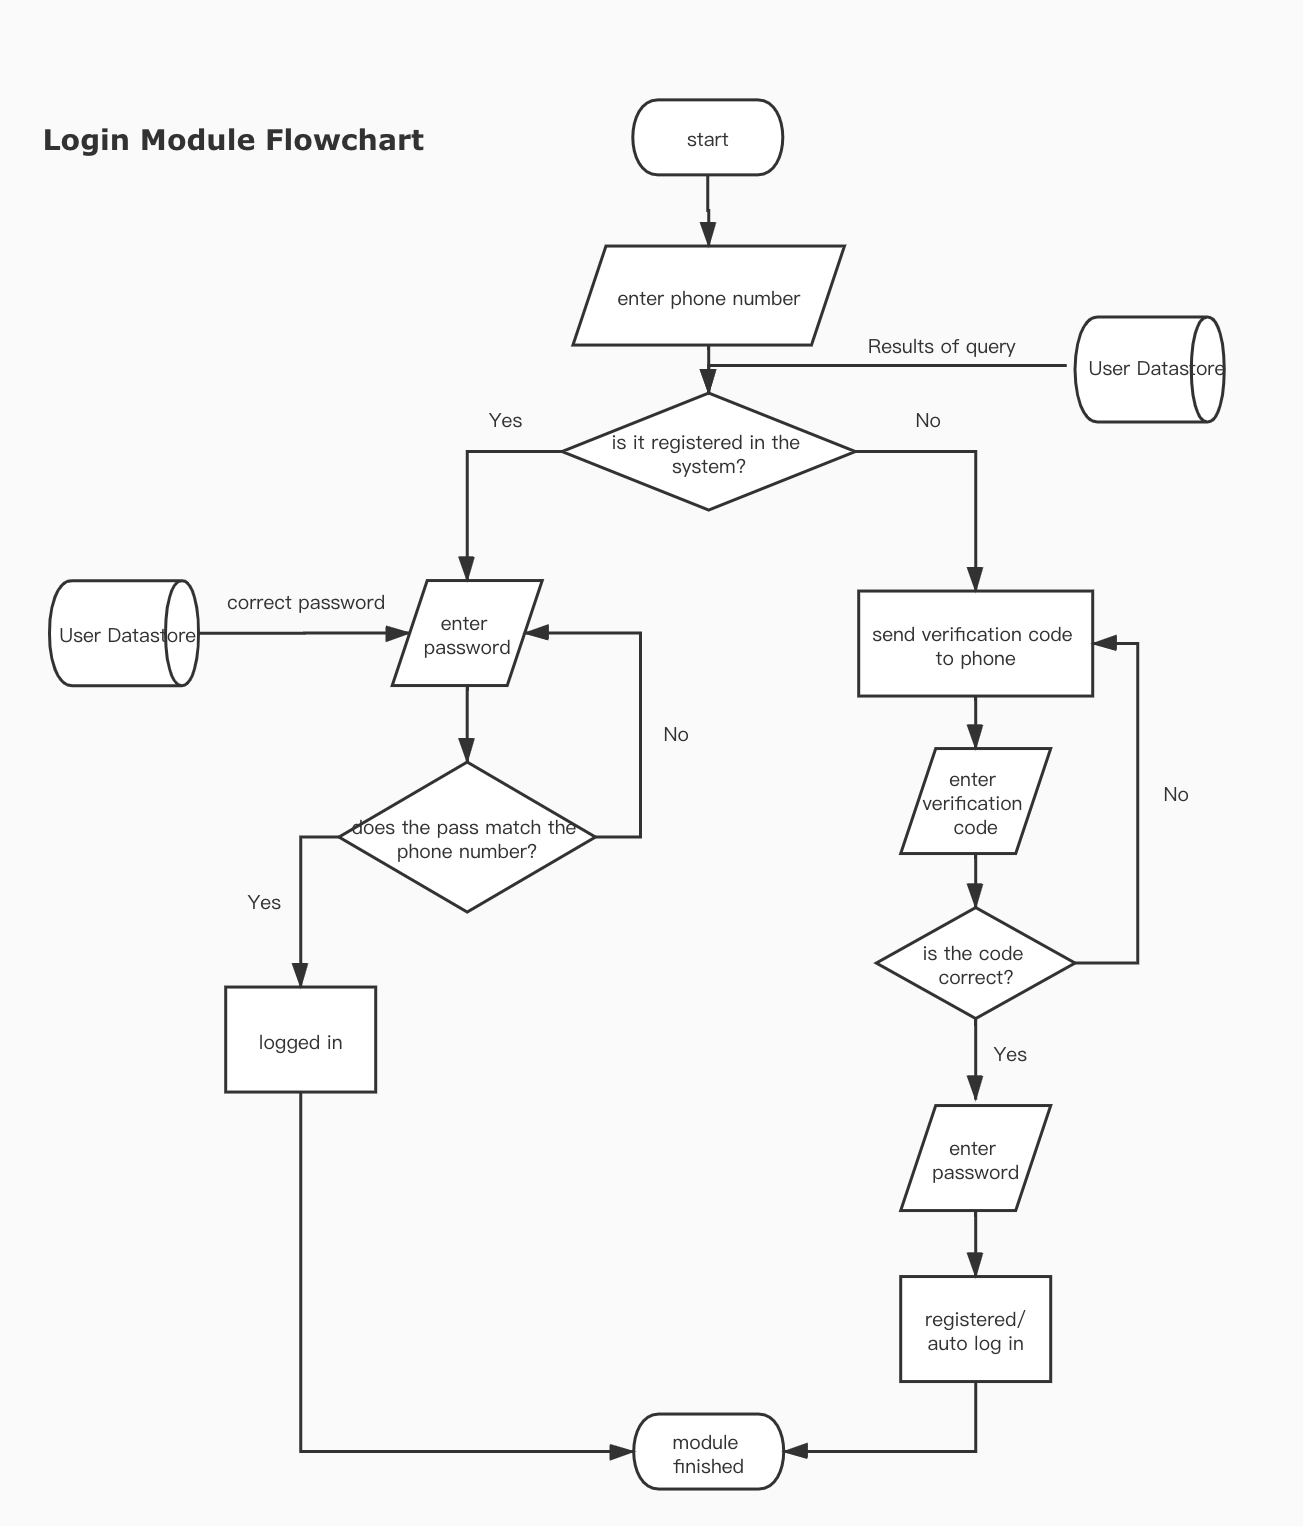 Login Module Flowchart
start
enter phone number
Results of query
User Datastore
Yes
No
is it registered in the
system?
User Datastore
correct password
enter
password
No
does the pass match the
phone number?
Yes
logged in
send verification code
to phone
enter
verification
code
No
is the code
correct?
Yes
enter
password
registered/
auto log in
module
finished